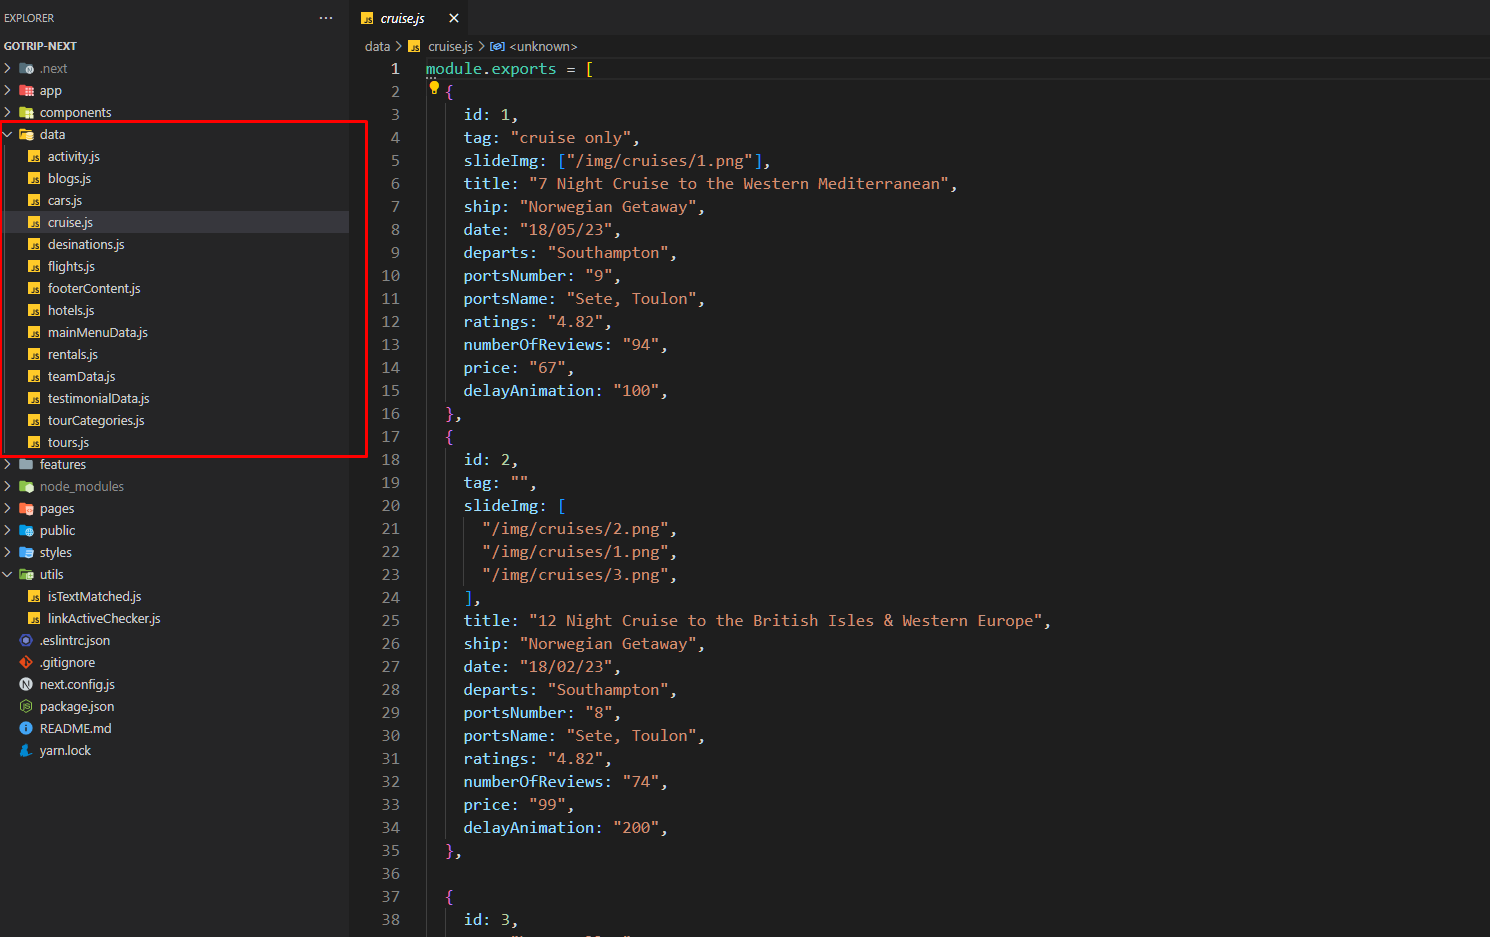 EXPLORER
GOTRIP-NEXT
.next
app
components
data
activity.js
blogs.js
cars.js
cruise.js
desinations.js
flights.js
footerContent.js
hotels.js
mainMenuData.js
rentals.js
teamData.js
testimonialData.js
tourCategories.js
tours.js
features
node_modules
pages
public
styles
utils
isTextMatched.js
linkActiveChecker.js
.eslintrc.json
.gitignore
next.config.js
package.json
README.md
yarn.lock
cruise.js
data > cruise.js > <unknown>
1 module.exports = [
2 {
3 id: 1,
4 tag: "cruise only",
5 slideImg: ["/img/cruises/1.png"],
6 title: "7 Night Cruise to the Western Mediterranean",
7 ship: "Norwegian Getaway",
8 date: "18/05/23",
9 departs: "Southampton",
10 portsNumber: "9",
11 portsName: "Sete, Toulon",
12 ratings: "4.82",
13 numberOfReviews: "94",
14 price: "67",
15 delayAnimation: "100",
16 },
17 {
18 id: 2,
19 tag: "",
20 slideImg: [
21 "/img/cruises/2.png",
22 "/img/cruises/1.png",
23 "/img/cruises/3.png",
24 ],
25 title: "12 Night Cruise to the British Isles & Western Europe",
26 ship: "Norwegian Getaway",
27 date: "18/02/23",
28 departs: "Southampton",
29 portsNumber: "8",
30 portsName: "Sete, Toulon",
31 ratings: "4.82",
32 numberOfReviews: "74",
33 price: "99",
34 delayAnimation: "200",
35 },
36
37 {
38 id: 3,